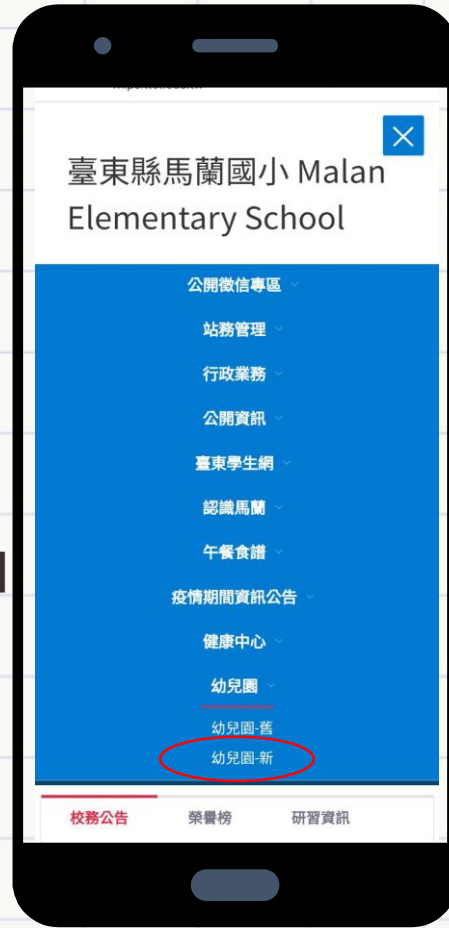 臺東縣馬蘭國小 Malan
Elementary School
公開徵信專區
站務管理
行政業務
公開資訊
臺東學生網
認識馬蘭
午餐食譜
疫情期間資訊公告
健康中心
幼兒園
幼兒園-舊
幼兒園-新
校務公告 榮譽榜 研習資訊